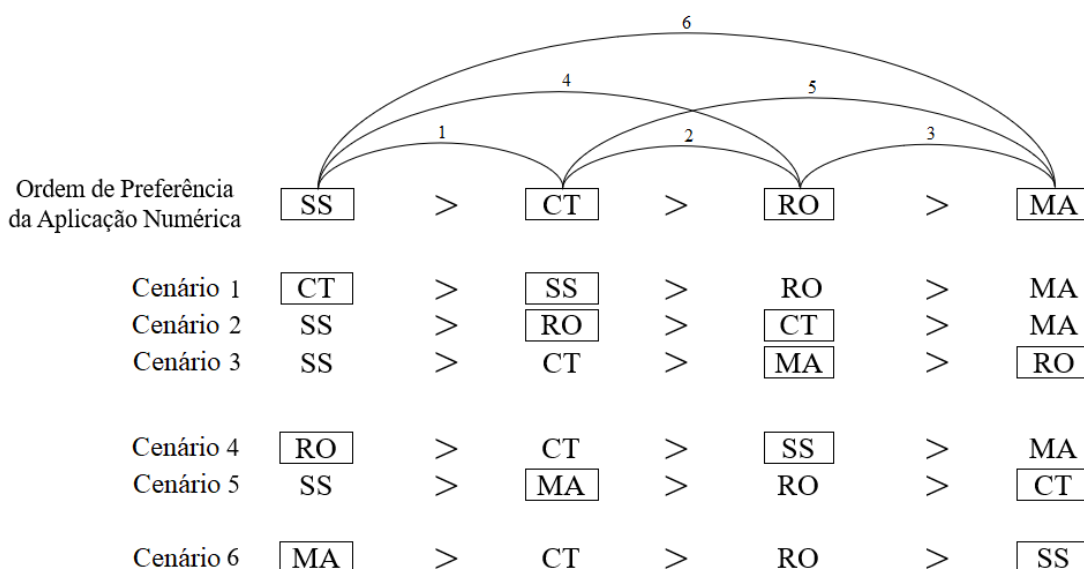 6
4 5
1 2 3
Ordem de Preferência
da Aplicação Numérica
SS > CT > RO > MA
Cenário 1 CT > SS > RO > MA
Cenário 2 SS > RO > CT > MA
Cenário 3 SS > CT > MA > RO
Cenário 4 RO > CT > SS > MA
Cenário 5 SS > MA > RO > CT
Cenário 6 MA > CT > RO > SS